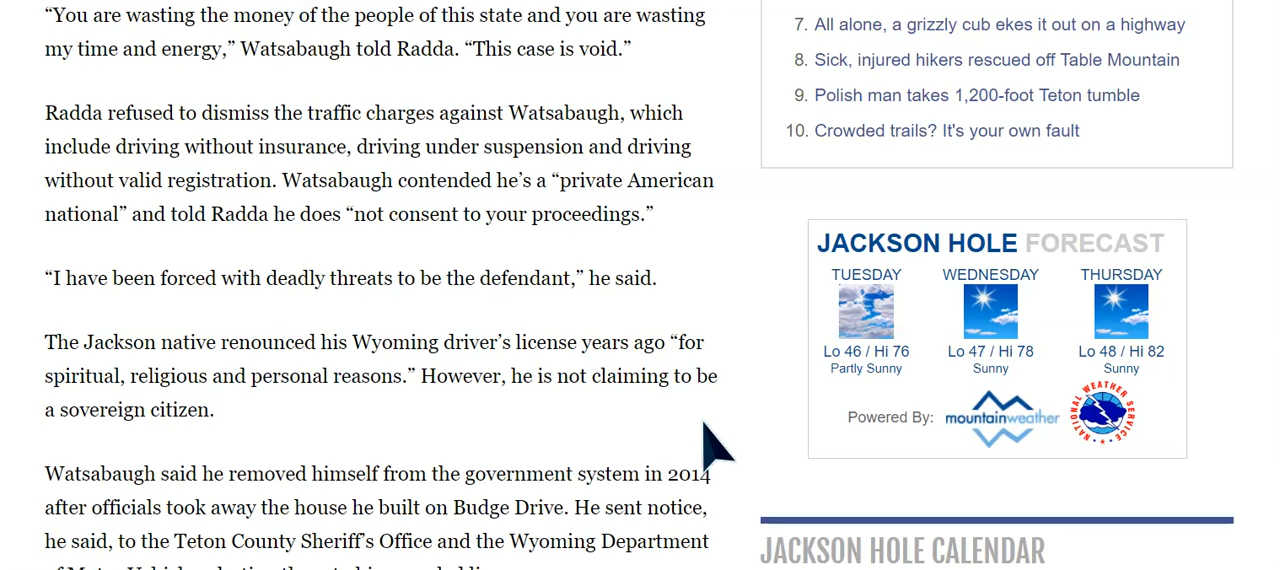 “You are wasting the money of the people of this state and you are wasting
my time and energy,” Watsabaugh told Radda. “This case is void.”
Radda refused to dismiss the traffic charges against Watsabaugh, which
include driving without insurance, driving under suspension and driving
without valid registration. Watsabaugh contended he’s a “private American
national” and told Radda he does “not consent to your proceedings.”
“I have been forced with deadly threats to be the defendant,” he said.
The Jackson native renounced his Wyoming driver’s license years ago “for
spiritual, religious and personal reasons.” However, he is not claiming to be
a sovereign citizen.
Watsabaugh said he removed himself from the government system in 2014
after officials took away the house he built on Budge Drive. He sent notice,
he said, to the Teton County Sheriff’s Office and the Wyoming Department
7. All alone, a grizzly cub ekes it out on a highway
8. Sick, injured hikers rescued off Table Mountain
9. Polish man takes 1,200-foot Teton tumble
10. Crowded trails? It's your own fault
JACKSON HOLE FORECAST
TUESDAY WEDNESDAY THURSDAY
Lo 46 / Hi 76 Lo 47 / Hi 78 Lo 48 / Hi 82
Partly Sunny Sunny Sunny
Powered By: mountainweather NATIONAL WEATHER SERVICE
JACKSON HOLE CALENDAR